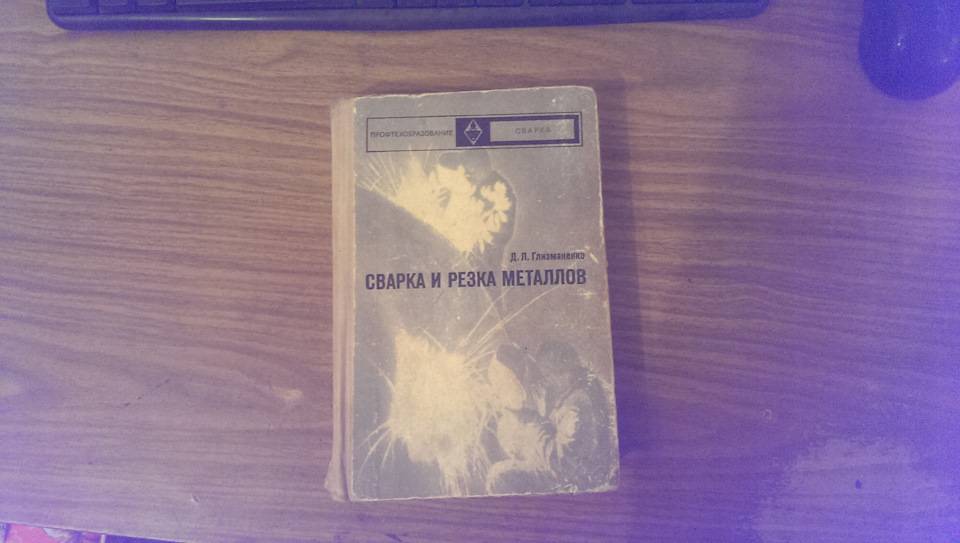 ПРОФТЕХОБРАЗОВАНИЕ
СВАРКА
Д. Л. Глизманенко
СВАРКА И РЕЗКА МЕТАЛЛОВ